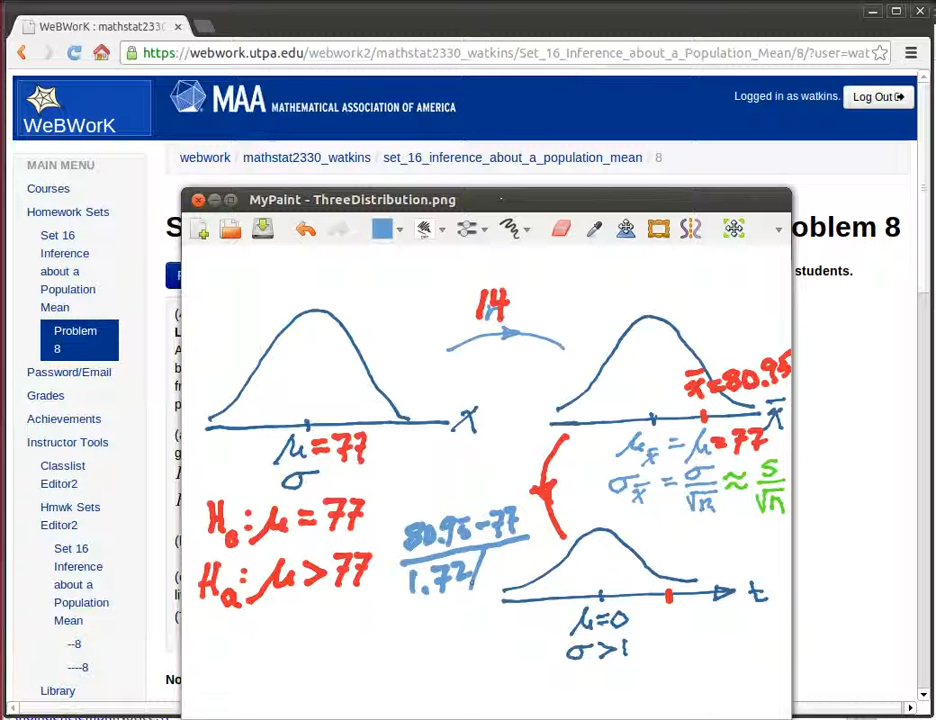 WeBWorK : mathstat233
https://webwork.utpa.edu/webwork2/mathstat2330_watkins/Set_16_Inference_about_a_Population_Mean/8/?user=wat
WeBWorK
MAA MATHEMATICAL ASSOCIATION OF AMERICA
Logged in as watkins.
Log Out
webwork / mathstat2330_watkins / set_16_inference_about_a_population_mean / 8
MAIN MENU
Courses
Homework Sets
Set 16
Inference
about a
Population
Mean
Problem
8
Password/Email
Grades
Achievements
Instructor Tools
Classlist
Editor2
Hmwk Sets
Editor2
Set 16
Inference
about a
Population
Mean
--8
----8
Library
oblem 8
students.
No
MyPaint - ThreeDistribution.png
14
x̄=80.95
x
x̄
μ=77
σ
μx̄ = μ=77
σx̄ = σ/√n ≈ s/√n
H₀: μ = 77
Hₐ: μ > 77
80.95-77
1.72/
t
μ=0
σ>1